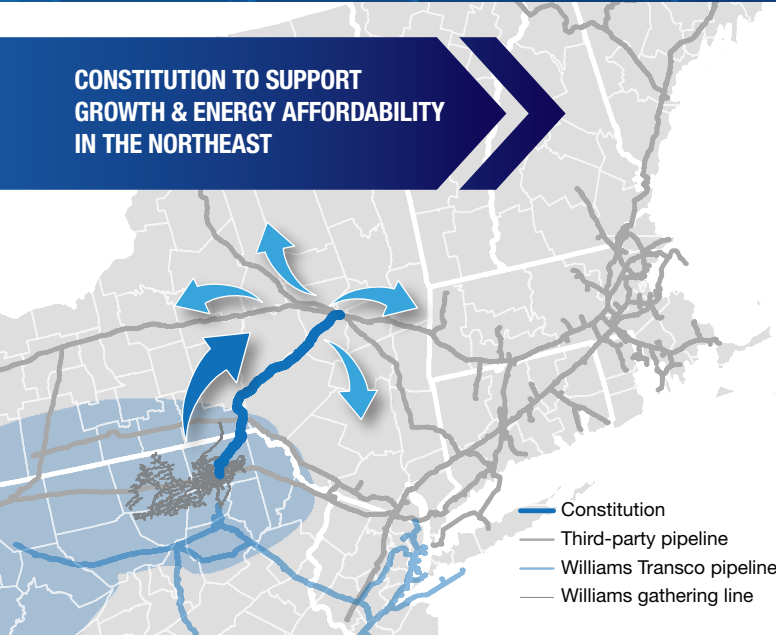 CONSTITUTION TO SUPPORT
GROWTH & ENERGY AFFORDABILITY
IN THE NORTHEAST
Constitution
Third-party pipeline
Williams Transco pipeline
Williams gathering line